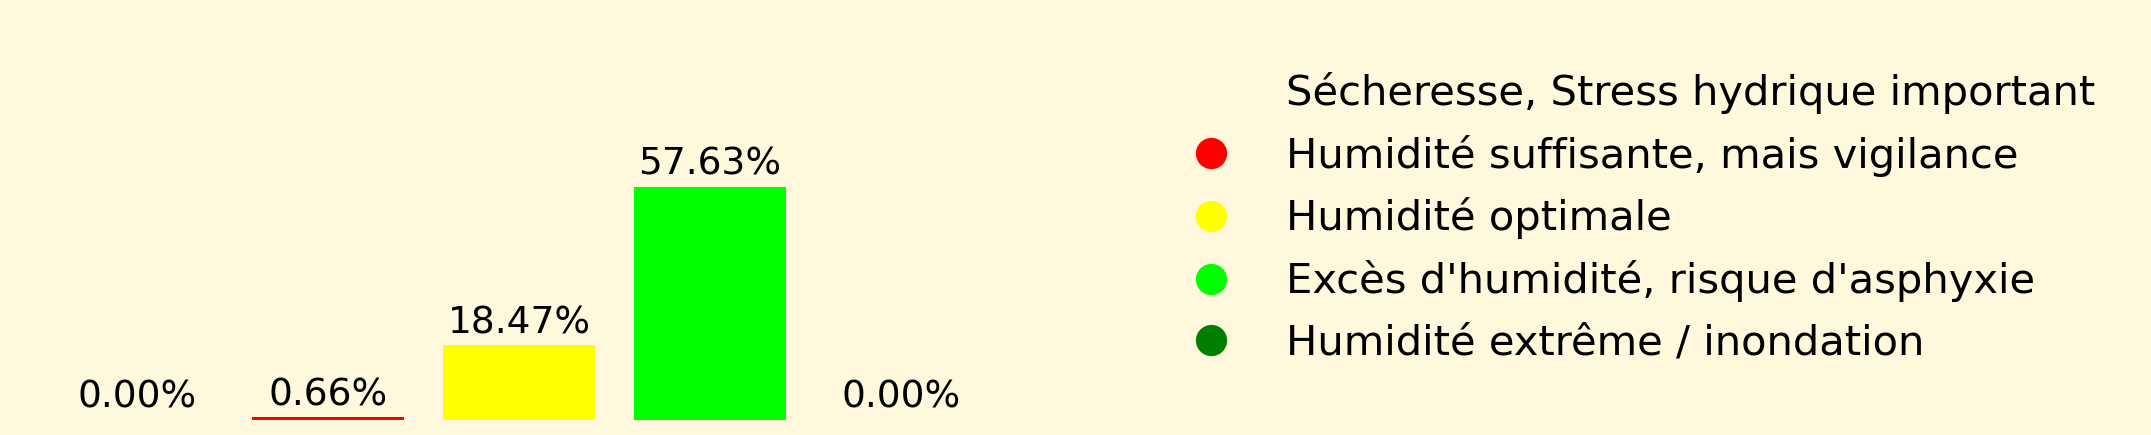 0.00%
0.66%
18.47%
57.63%
0.00%
Sécheresse, Stress hydrique important
Humidité suffisante, mais vigilance
Humidité optimale
Excès d'humidité, risque d'asphyxie
Humidité extrême / inondation